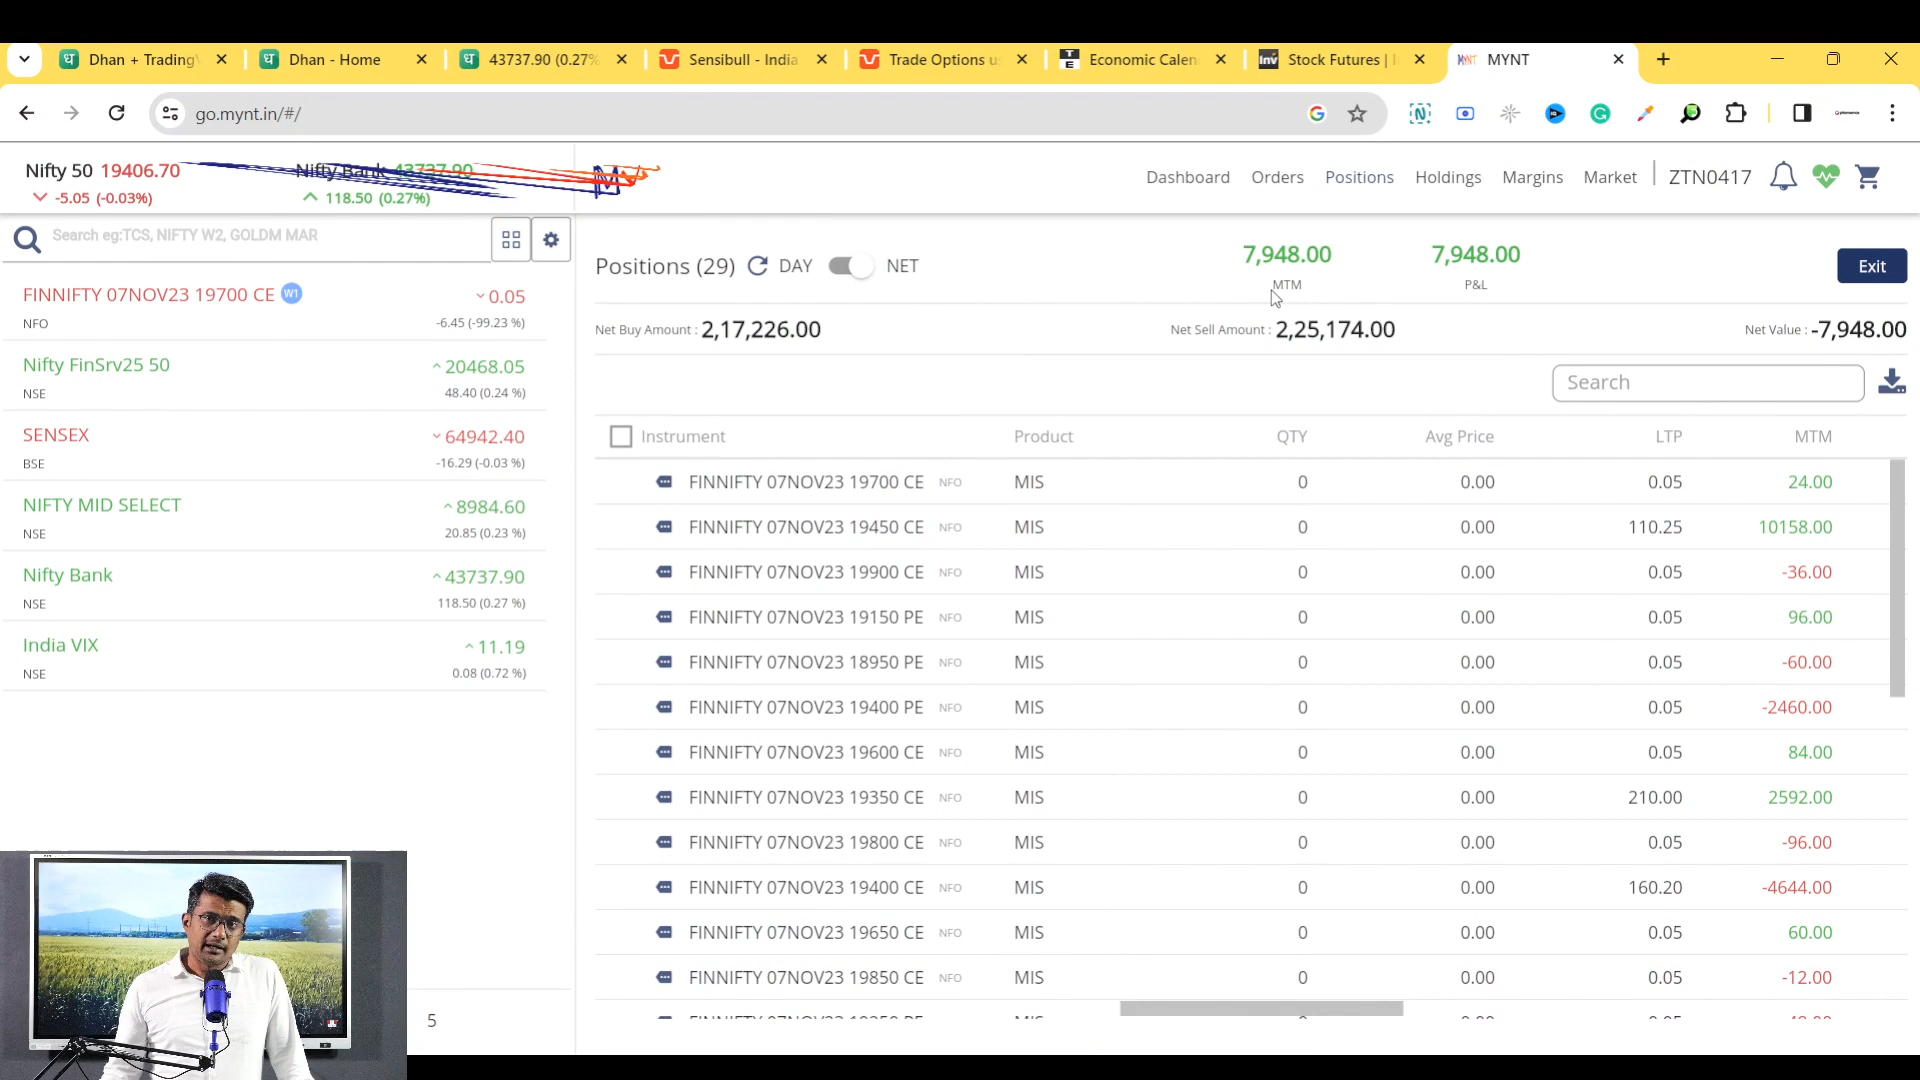 Dhan + Trading
Dhan - Home
43737.90 (0.27%
Sensibull - India
Trade Options u
Economic Calen
Stock Futures |
MYNT
go.mynt.in/#/
Nifty 50 19406.70
-5.05 (-0.03%)
Nifty Bank 43737.90
118.50 (0.27%)
Dashboard
Orders
Positions
Holdings
Margins
Market
ZTN0417
Search eg:TCS, NIFTY W2, GOLDM MAR
FINNIFTY 07NOV23 19700 CE W1 0.05
NFO -6.45 (-99.23 %)
Nifty FinSrv25 50 20468.05
NSE 48.40 (0.24 %)
SENSEX 64942.40
BSE -16.29 (-0.03 %)
NIFTY MID SELECT 8984.60
NSE 20.85 (0.23 %)
Nifty Bank 43737.90
NSE 118.50 (0.27 %)
India VIX 11.19
NSE 0.08 (0.72 %)
5
Positions (29) DAY NET
7,948.00
MTM
7,948.00
P&L
Exit
Net Buy Amount : 2,17,226.00
Net Sell Amount : 2,25,174.00
Net Value : -7,948.00
Search
Instrument Product QTY Avg Price LTP MTM
FINNIFTY 07NOV23 19700 CE NFO MIS 0 0.00 0.05 24.00
FINNIFTY 07NOV23 19450 CE NFO MIS 0 0.00 110.25 10158.00
FINNIFTY 07NOV23 19900 CE NFO MIS 0 0.00 0.05 -36.00
FINNIFTY 07NOV23 19150 PE NFO MIS 0 0.00 0.05 96.00
FINNIFTY 07NOV23 18950 PE NFO MIS 0 0.00 0.05 -60.00
FINNIFTY 07NOV23 19400 PE NFO MIS 0 0.00 0.05 -2460.00
FINNIFTY 07NOV23 19600 CE NFO MIS 0 0.00 0.05 84.00
FINNIFTY 07NOV23 19350 CE NFO MIS 0 0.00 210.00 2592.00
FINNIFTY 07NOV23 19800 CE NFO MIS 0 0.00 0.05 -96.00
FINNIFTY 07NOV23 19400 CE NFO MIS 0 0.00 160.20 -4644.00
FINNIFTY 07NOV23 19650 CE NFO MIS 0 0.00 0.05 60.00
FINNIFTY 07NOV23 19850 CE NFO MIS 0 0.00 0.05 -12.00